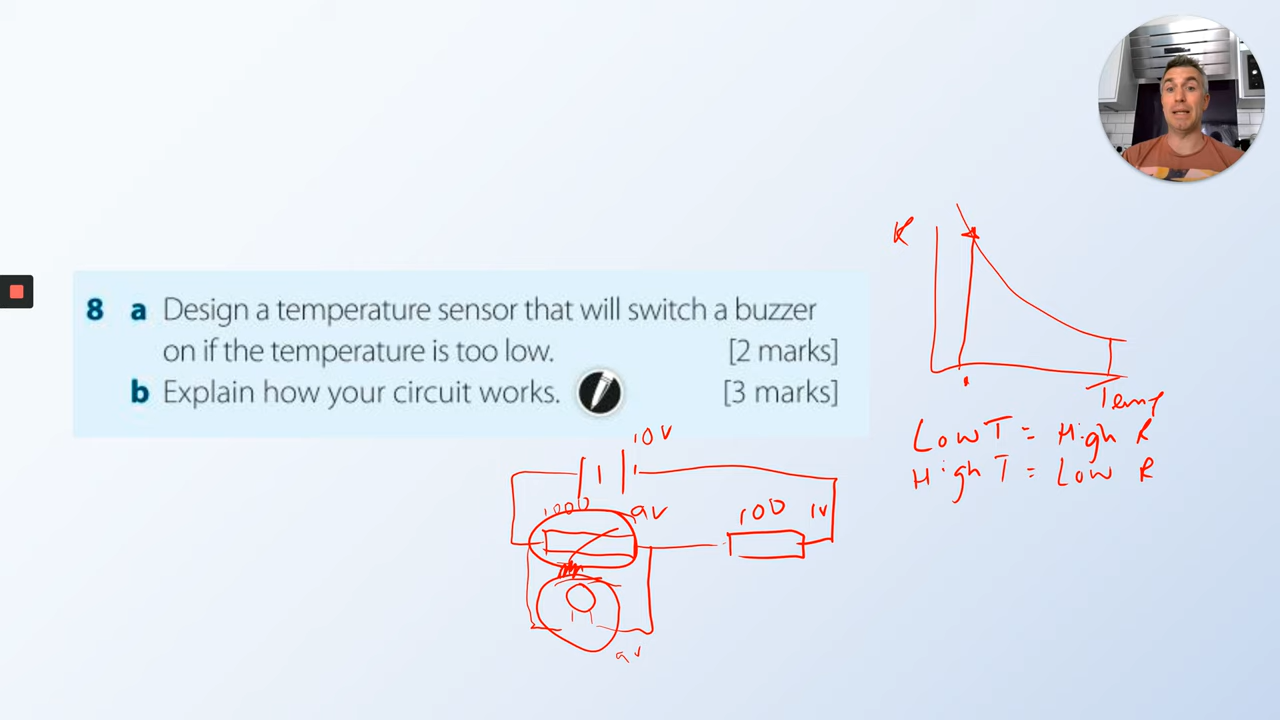 8 a Design a temperature sensor that will switch a buzzer
on if the temperature is too low. [2 marks]
b Explain how your circuit works. [3 marks]
R
Temp
Low T = High R
High T = Low R
10V
1000 9V 100 1V
9V